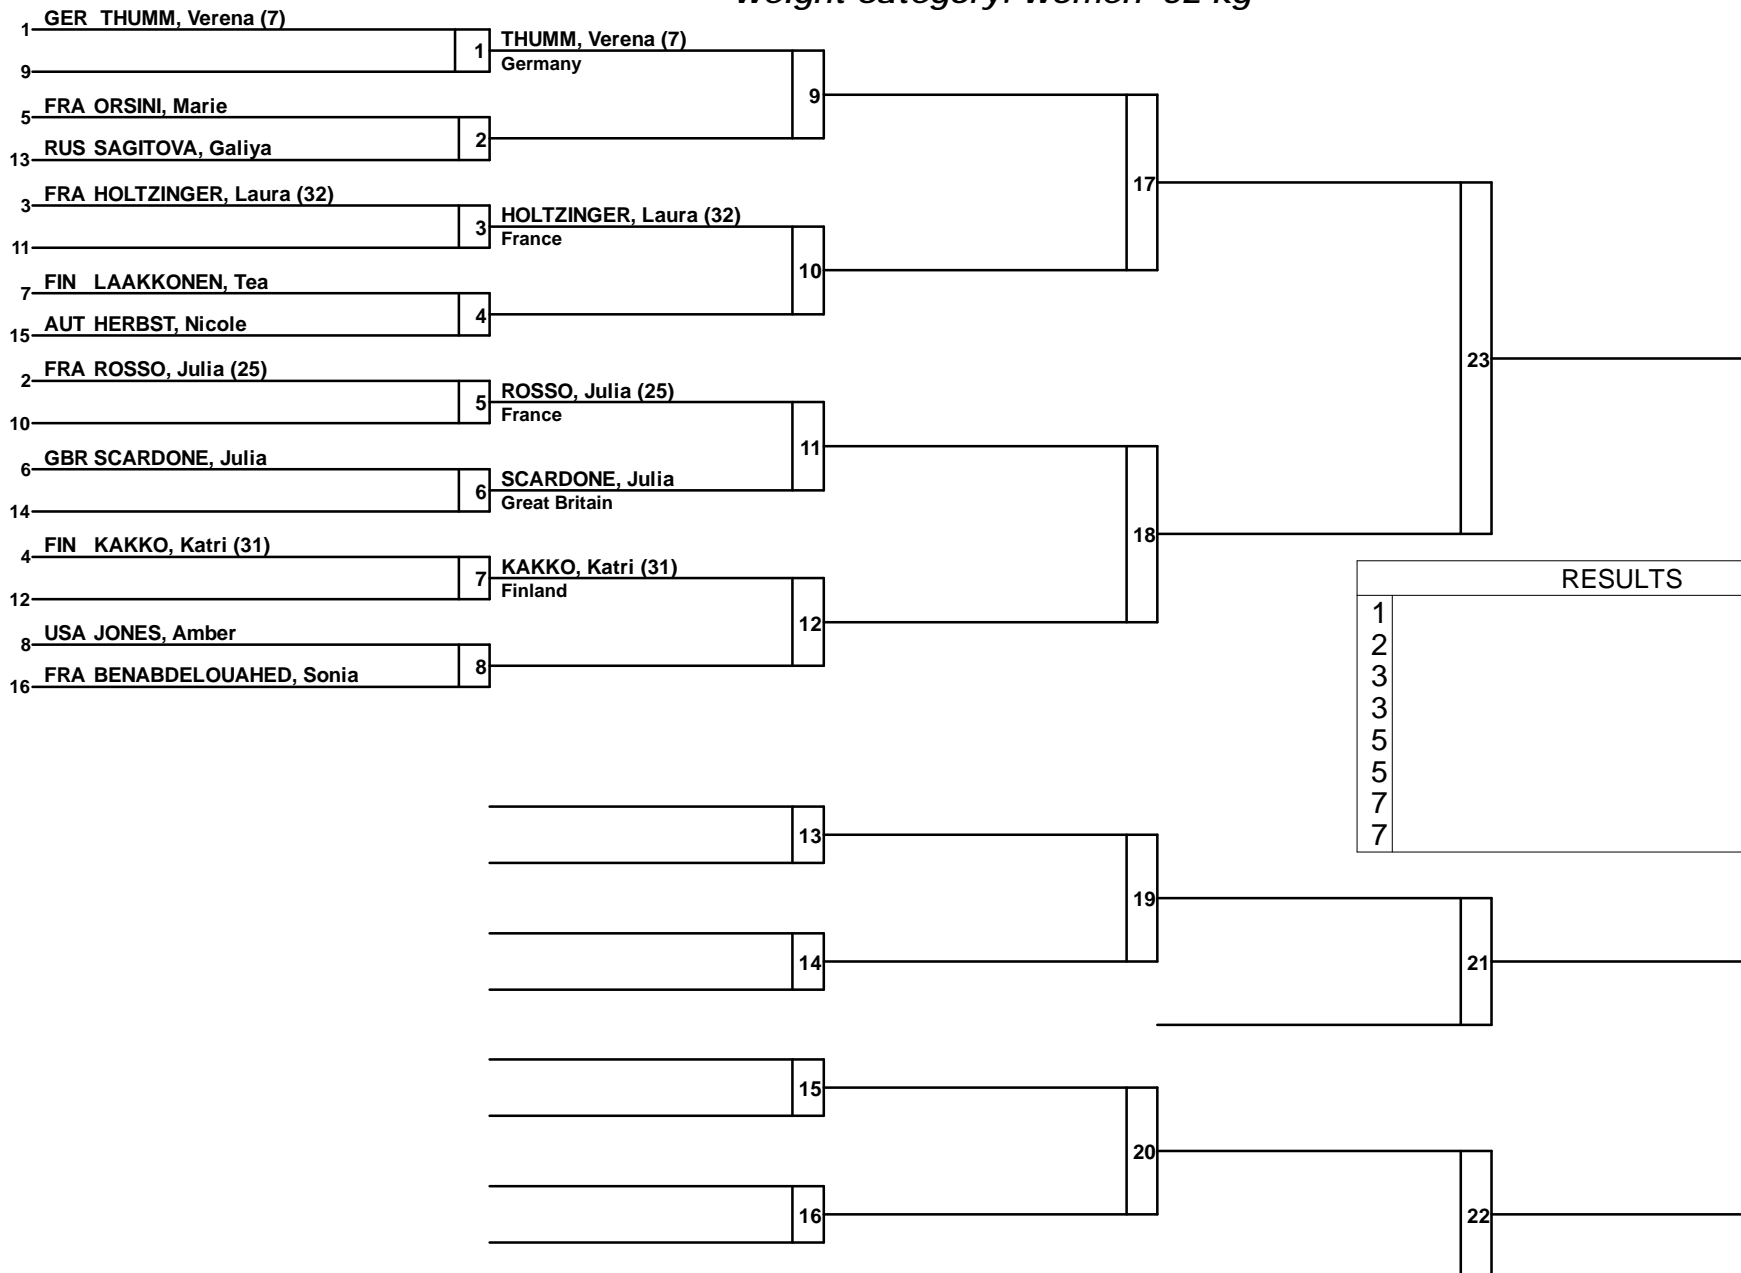 1 GER THUMM, Verena (7)
9
1
THUMM, Verena (7)
Germany
5 FRA ORSINI, Marie
13 RUS SAGITOVA, Galiya
2
9
3 FRA HOLTZINGER, Laura (32)
11
3
HOLTZINGER, Laura (32)
France
7 FIN LAAKKONEN, Tea
15 AUT HERBST, Nicole
4
10
17
2 FRA ROSSO, Julia (25)
10
5
ROSSO, Julia (25)
France
6 GBR SCARDONE, Julia
14
6
SCARDONE, Julia
Great Britain
11
4 FIN KAKKO, Katri (31)
12
7
KAKKO, Katri (31)
Finland
8 USA JONES, Amber
16 FRA BENABDELOUAHED, Sonia
8
12
18
23
RESULTS
1
2
3
3
5
5
7
7
13
14
19
21
15
16
20
22